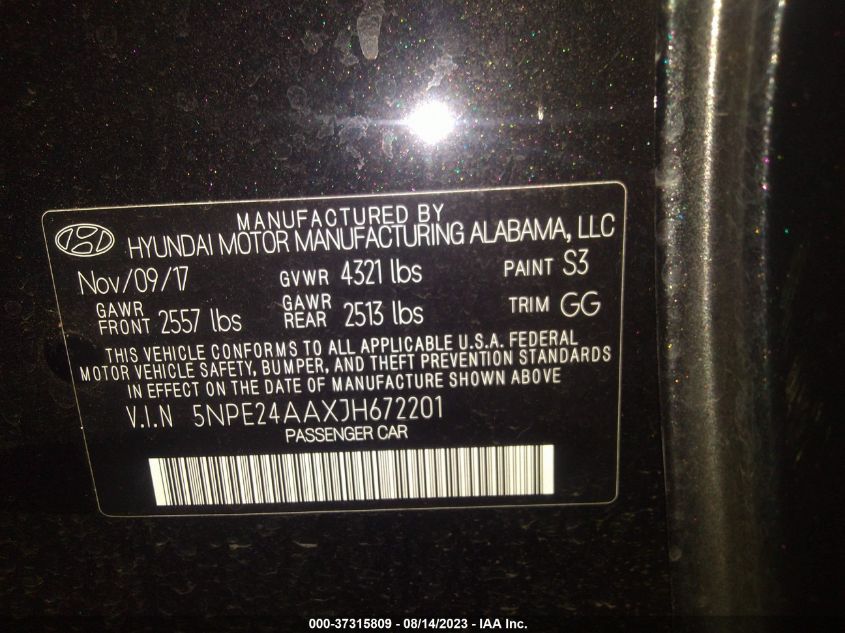 MANUFACTURED BY
HYUNDAI MOTOR MANUFACTURING ALABAMA, LLC
Nov/09/17 GVWR 4321 lbs PAINT S3
GAWR FRONT 2557 lbs GAWR REAR 2513 lbs TRIM GG
THIS VEHICLE CONFORMS TO ALL APPLICABLE U.S.A. FEDERAL
MOTOR VEHICLE SAFETY, BUMPER, AND THEFT PREVENTION STANDARDS
IN EFFECT ON THE DATE OF MANUFACTURE SHOWN ABOVE
V.I.N 5NPE24AAXJH672201
PASSENGER CAR
000-37315809 - 08/14/2023 - IAA Inc.